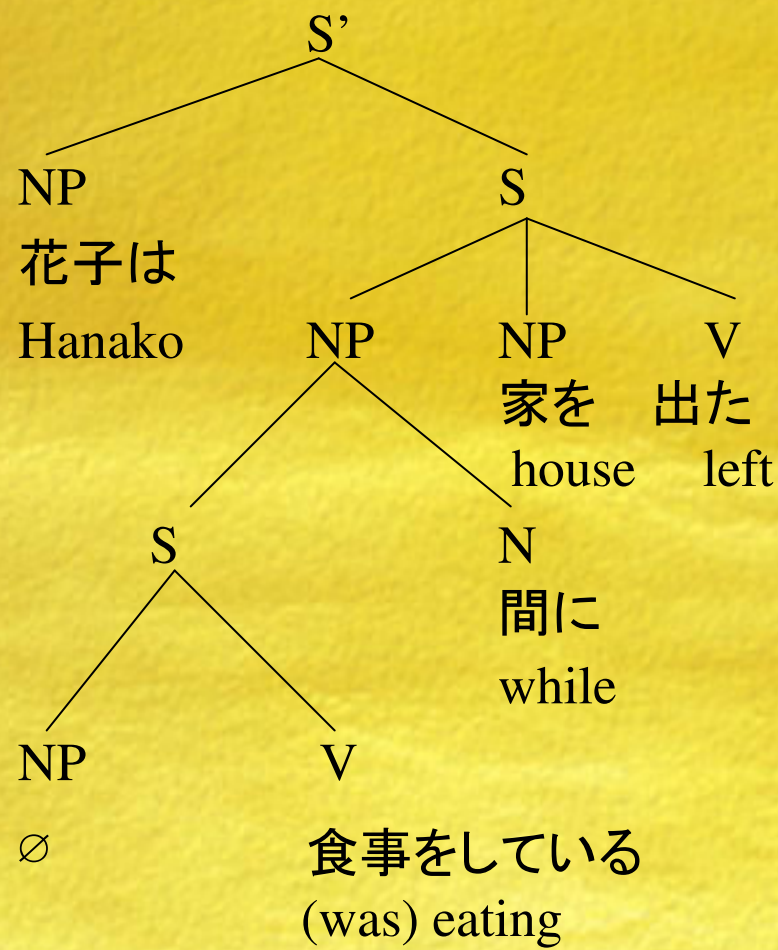 S’
NP S
花子は
Hanako NP NP V
家を 出た
house left
S N
間に
while
NP V
∅ 食事をしている
(was) eating